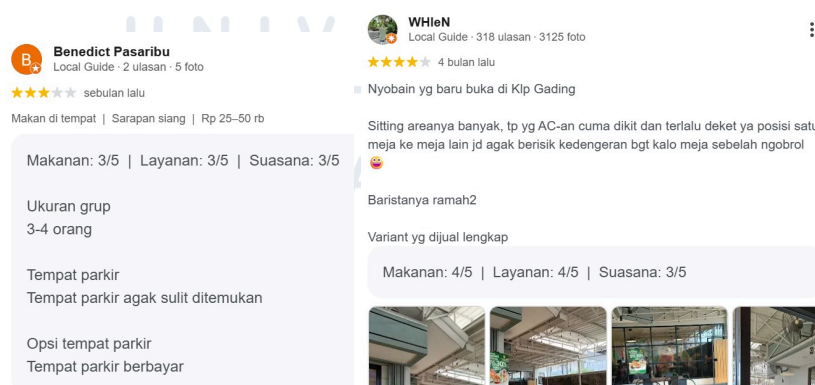 Benedict Pasaribu
Local Guide · 2 ulasan · 5 foto
sebulan lalu
Makan di tempat | Sarapan siang | Rp 25–50 rb
Makanan: 3/5 | Layanan: 3/5 | Suasana: 3/5
Ukuran grup
3-4 orang
Tempat parkir
Tempat parkir agak sulit ditemukan
Opsi tempat parkir
Tempat parkir berbayar
WHIeN
Local Guide · 318 ulasan · 3125 foto
4 bulan lalu
Nyobain yg baru buka di Klp Gading
Sitting areanya banyak, tp yg AC-an cuma dikit dan terlalu deket ya posisi satu
meja ke meja lain jd agak berisik kedengeran bgt kalo meja sebelah ngobrol
Baristanya ramah2
Variant yg dijual lengkap
Makanan: 4/5 | Layanan: 4/5 | Suasana: 3/5